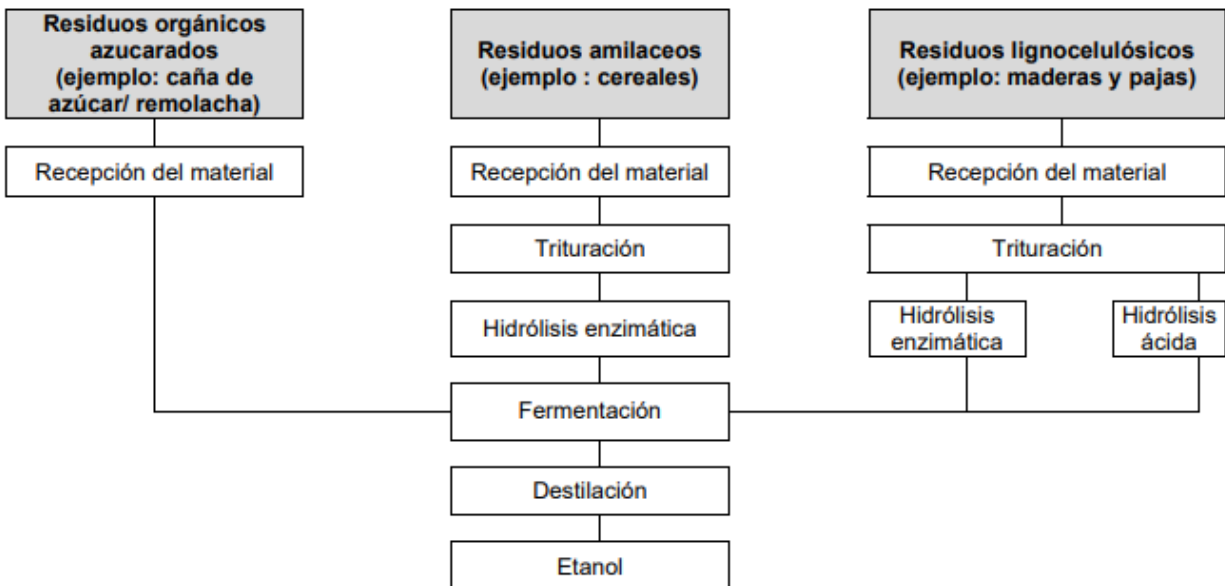 Residuos orgánicos
azucarados
(ejemplo: caña de
azúcar/ remolacha)
Residuos amilaceos
(ejemplo : cereales)
Residuos lignocelulósicos
(ejemplo: maderas y pajas)
Recepción del material
Recepción del material
Recepción del material
Trituración
Trituración
Hidrólisis enzimática
Hidrólisis
enzimática
Hidrólisis
ácida
Fermentación
Destilación
Etanol